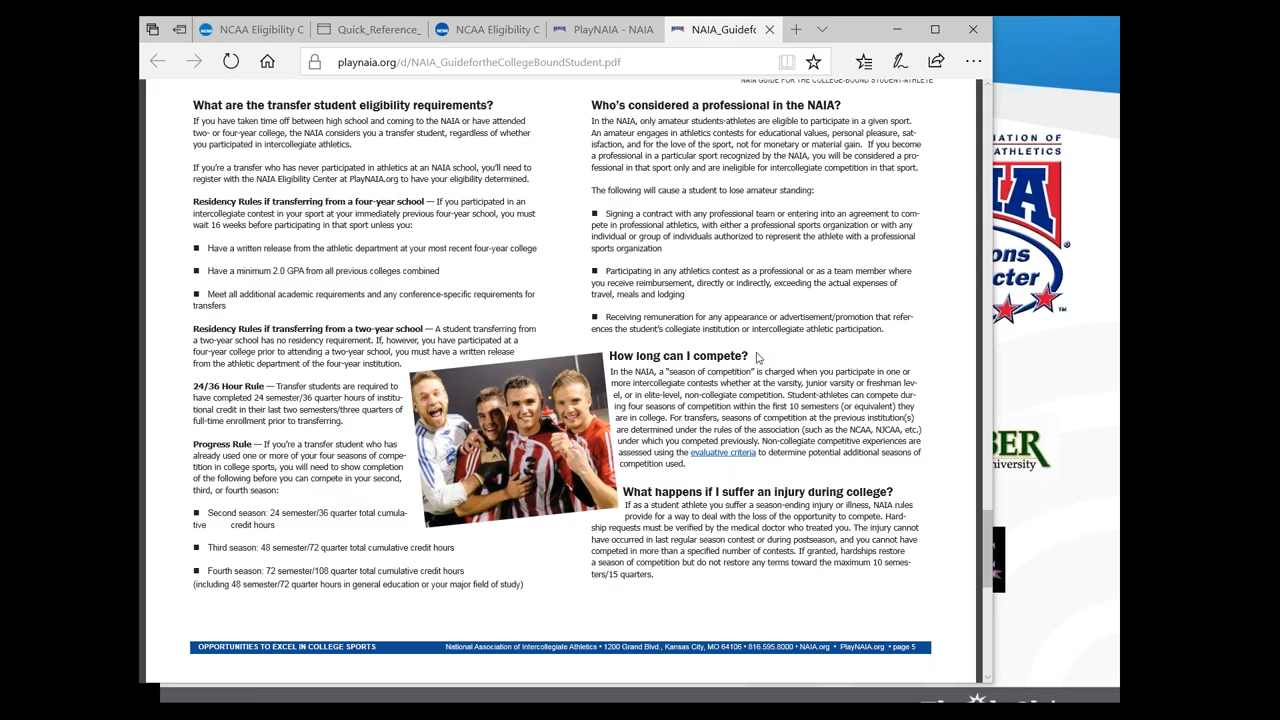 NCAA Eligibility C
Quick_Reference_
NCAA Eligibility C
PlayNAIA - NAIA
NAIA_Guidefo
playnaia.org/d/NAIA_GuidefortheCollegeBoundStudent.pdf
NAIA GUIDE FOR THE COLLEGE-BOUND STUDENT-ATHLETE
What are the transfer student eligibility requirements?
If you have taken time off between high school and coming to the NAIA or have attended
two- or four-year college, the NAIA considers you a transfer student, regardless of whether
you participated in intercollegiate athletics.
If you're a transfer who has never participated in athletics at an NAIA school, you'll need to
register with the NAIA Eligibility Center at PlayNAIA.org to have your eligibility determined.
Residency Rules if transferring from a four-year school — If you participated in an
intercollegiate contest in your sport at your immediately previous four-year school, you must
wait 16 weeks before participating in that sport unless you:
■ Have a written release from the athletic department at your most recent four-year college
■ Have a minimum 2.0 GPA from all previous colleges combined
■ Meet all additional academic requirements and any conference-specific requirements for
transfers
Residency Rules if transferring from a two-year school — A student transferring from
a two-year school has no residency requirement. If, however, you have participated at a
four-year college prior to attending a two-year school, you must have a written release
from the athletic department of the four-year institution.
24/36 Hour Rule — Transfer students are required to
have completed 24 semester/36 quarter hours of institu-
tional credit in their last two semesters/three quarters of
full-time enrollment prior to transferring.
Progress Rule — If you're a transfer student who has
already used one or more of your four seasons of compe-
tition in college sports, you will need to show completion
of the following before you can compete in your second,
third, or fourth season:
■ Second season: 24 semester/36 quarter total cumula-
tive credit hours
■ Third season: 48 semester/72 quarter total cumulative credit hours
■ Fourth season: 72 semester/108 quarter total cumulative credit hours
(including 48 semester/72 quarter hours in general education or your major field of study)
Who's considered a professional in the NAIA?
In the NAIA, only amateur students-athletes are eligible to participate in a given sport.
An amateur engages in athletics contests for educational values, personal pleasure, sat-
isfaction, and for the love of the sport, not for monetary or material gain. If you become
a professional in a particular sport recognized by the NAIA, you will be considered a pro-
fessional in that sport only and are ineligible for intercollegiate competition in that sport.
The following will cause a student to lose amateur standing:
■ Signing a contract with any professional team or entering into an agreement to com-
pete in professional athletics, with either a professional sports organization or with any
individual or group of individuals authorized to represent the athlete with a professional
sports organization
■ Participating in any athletics contest as a professional or as a team member where
you receive reimbursement, directly or indirectly, exceeding the actual expenses of
travel, meals and lodging
■ Receiving remuneration for any appearance or advertisement/promotion that refer-
ences the student's collegiate institution or intercollegiate athletic participation.
How long can I compete?
In the NAIA, a "season of competition" is charged when you participate in one or
more intercollegiate contests whether at the varsity, junior varsity or freshman lev-
el, or in elite-level, non-collegiate competition. Student-athletes can compete dur-
ing four seasons of competition within the first 10 semesters (or equivalent) they
are in college. For transfers, seasons of competition at the previous institution(s)
are determined under the rules of the association (such as the NCAA, NJCAA, etc.)
under which you competed previously. Non-collegiate competitive experiences are
assessed using the evaluative criteria to determine potential additional seasons of
competition used.
What happens if I suffer an injury during college?
If as a student athlete you suffer a season-ending injury or illness, NAIA rules
provide for a way to deal with the loss of the opportunity to compete. Hard-
ship requests must be verified by the medical doctor who treated you. The injury cannot
have occurred in last regular season contest or during postseason, and you cannot have
competed in more than a specified number of contests. If granted, hardships restore
a season of competition but do not restore any terms toward the maximum 10 semes-
ters/15 quarters.
OPPORTUNITIES TO EXCEL IN COLLEGE SPORTS
National Association of Intercollegiate Athletics • 1200 Grand Blvd., Kansas City, MO 64106 • 816.595.8000 • NAIA.org • PlayNAIA.org • page 5
IATION OF
ATHLETICS
IA
®
ons
cter
™
BER
niversity